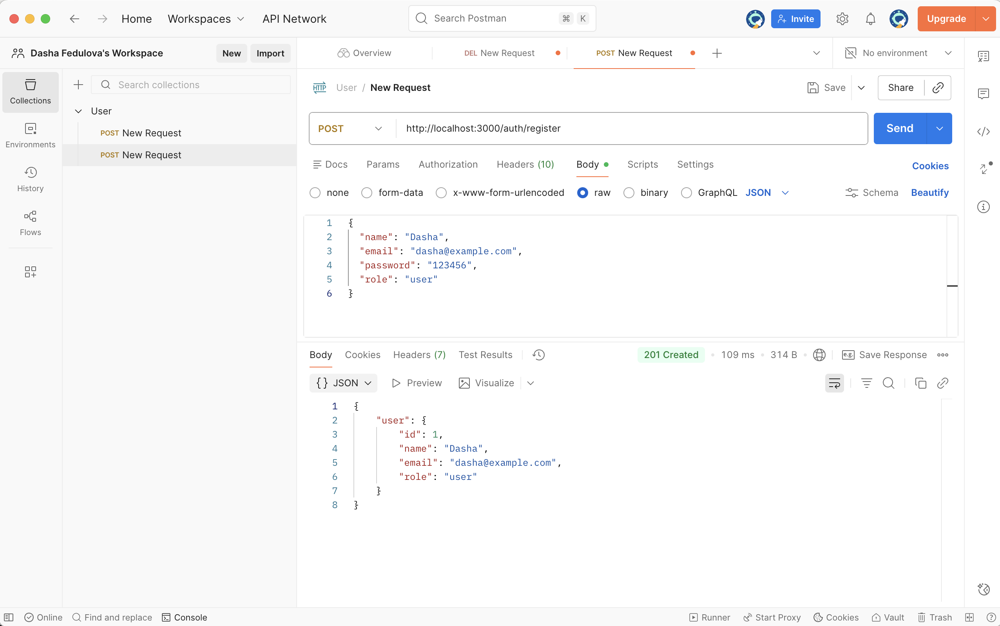 Home Workspaces API Network Search Postman ⌘ K Invite Upgrade
Dasha Fedulova's Workspace New Import
Overview DEL New Request POST New Request No environment
Collections
Environments
History
Flows
Search collections
User
POST New Request
POST New Request
HTTP User / New Request Save Share
POST http://localhost:3000/auth/register Send
Docs Params Authorization Headers (10) Body Scripts Settings Cookies
none form-data x-www-form-urlencoded raw binary GraphQL JSON Schema Beautify
1 {
2 "name": "Dasha",
3 "email": "dasha@example.com",
4 "password": "123456",
5 "role": "user"
6 }
Body Cookies Headers (7) Test Results 201 Created 109 ms 314 B e.g. Save Response
{ } JSON Preview Visualize
1 {
2 "user": {
3 "id": 1,
4 "name": "Dasha",
5 "email": "dasha@example.com",
6 "role": "user"
7 }
8 }
Online Find and replace Console Runner Start Proxy Cookies Vault Trash